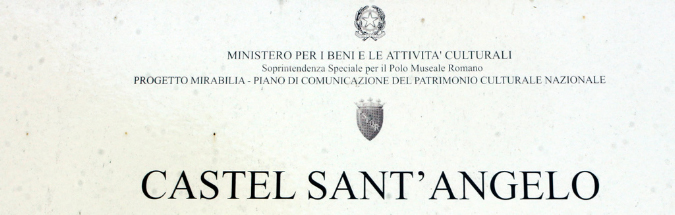 MINISTERO PER I BENI E LE ATTIVITA' CULTURALI
Soprintendenza Speciale per il Polo Museale Romano
PROGETTO MIRABILIA - PIANO DI COMUNICAZIONE DEL PATRIMONIO CULTURALE NAZIONALE
CASTEL SANT'ANGELO